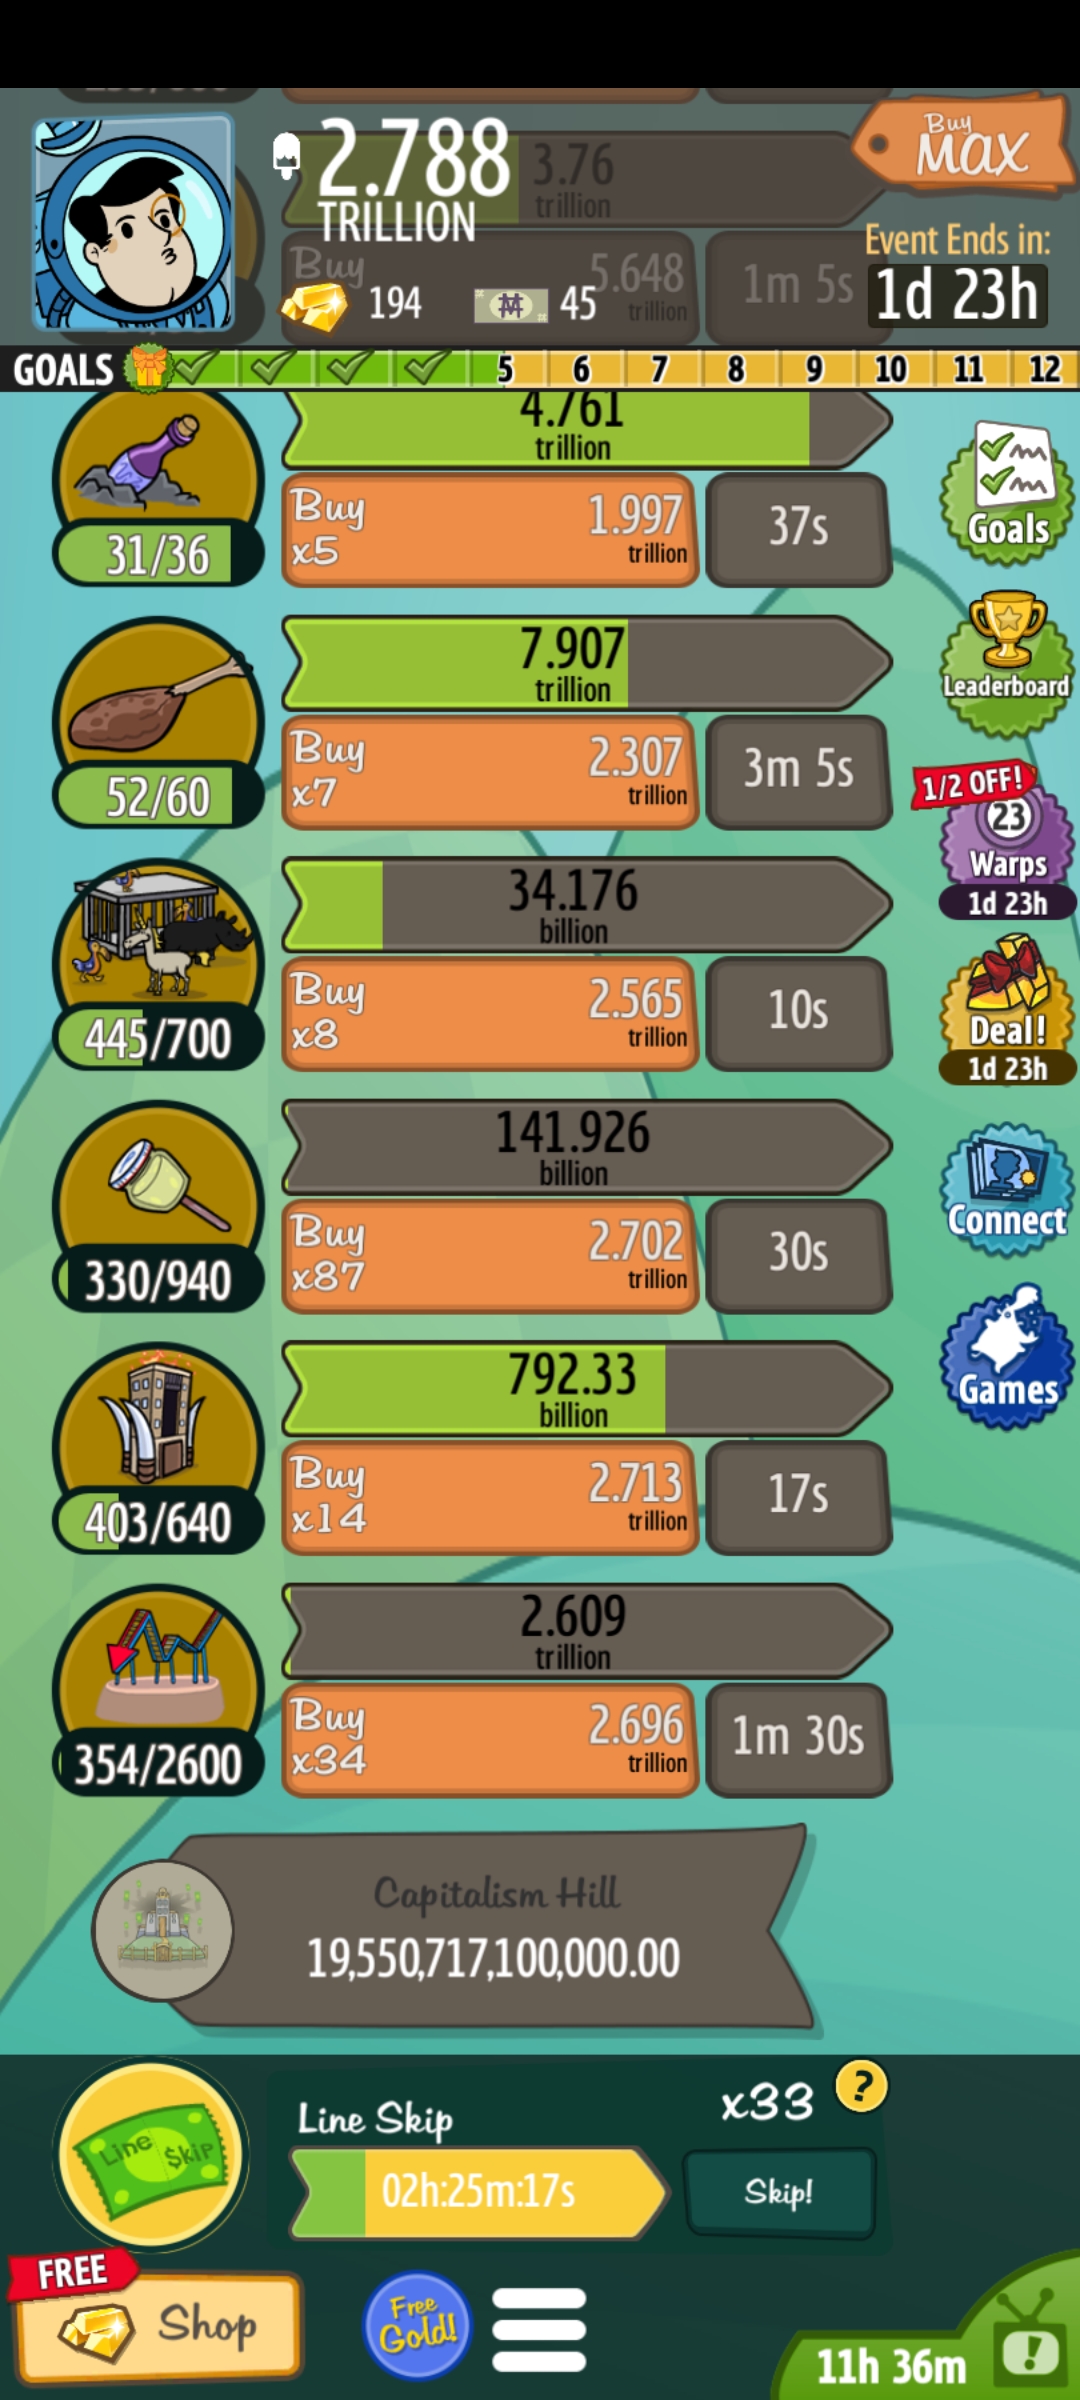 2.788
TRILLION
3.76
trillion
Buy
MAX
Buy
5.648
trillion
1m 5s
Event Ends in:
1d 23h
194
45
GOALS
5
6
7
8
9
10
11
12
4.761
trillion
31/36
Buy
x5
1.997
trillion
37s
Goals
7.907
trillion
52/60
Buy
x7
2.307
trillion
3m 5s
Leaderboard
1/2 OFF!
23
Warps
1d 23h
34.176
billion
445/700
Buy
x8
2.565
trillion
10s
Deal!
1d 23h
141.926
billion
330/940
Buy
x87
2.702
trillion
30s
Connect
792.33
billion
403/640
Buy
x14
2.713
trillion
17s
Games
2.609
trillion
354/2600
Buy
x34
2.696
trillion
1m 30s
Capitalism Hill
19,550,717,100,000.00
Line $kip
Line Skip
x33
?
02h:25m:17s
Skip!
FREE
Shop
Free
Gold!
11h 36m
!